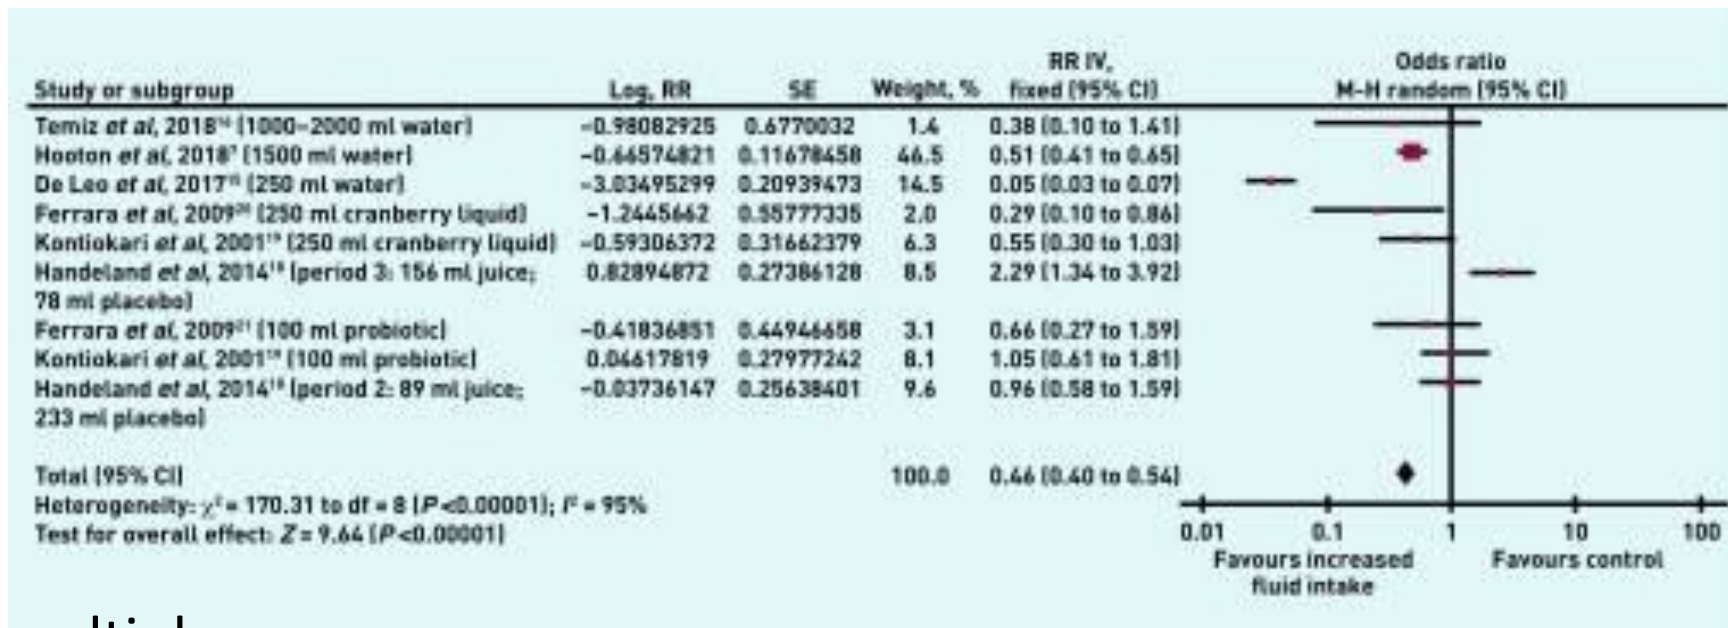 RR IV, Odds ratio
Study or subgroup Log, RR SE Weight, % fixed (95% CI) M-H random (95% CI)
Temiz et al, 2018¹⁴ (1000–2000 ml water) −0.98082925 0.6770032 1.4 0.38 (0.10 to 1.41)
Hooton et al, 2018⁷ (1500 ml water) −0.66574821 0.11678458 46.5 0.51 (0.41 to 0.65)
De Leo et al, 2017¹⁵ (250 ml water) −3.03495299 0.20939473 14.5 0.05 (0.03 to 0.07)
Ferrara et al, 2009²⁰ (250 ml cranberry liquid) −1.2445662 0.55777335 2.0 0.29 (0.10 to 0.86)
Kontiokari et al, 2001¹⁹ (250 ml cranberry liquid) −0.59306372 0.31662379 6.3 0.55 (0.30 to 1.03)
Handeland et al, 2014¹⁸ (period 3: 156 ml juice; 0.82894872 0.27386128 8.5 2.29 (1.34 to 3.92)
78 ml placebo)
Ferrara et al, 2009²¹ (100 ml probiotic) −0.41836851 0.44946658 3.1 0.66 (0.27 to 1.59)
Kontiokari et al, 2001¹⁹ (100 ml probiotic) 0.04617819 0.27977242 8.1 1.05 (0.61 to 1.81)
Handeland et al, 2014¹⁸ (period 2: 89 ml juice; −0.03736147 0.25638401 9.6 0.96 (0.58 to 1.59)
233 ml placebo)
Total (95% CI) 100.0 0.46 (0.40 to 0.54)
Heterogeneity: χ² = 170.31 to df = 8 (P <0.00001); I² = 95%
Test for overall effect: Z = 9.64 (P <0.00001)
0.01 0.1 1 10 100
Favours increased Favours control
fluid intake